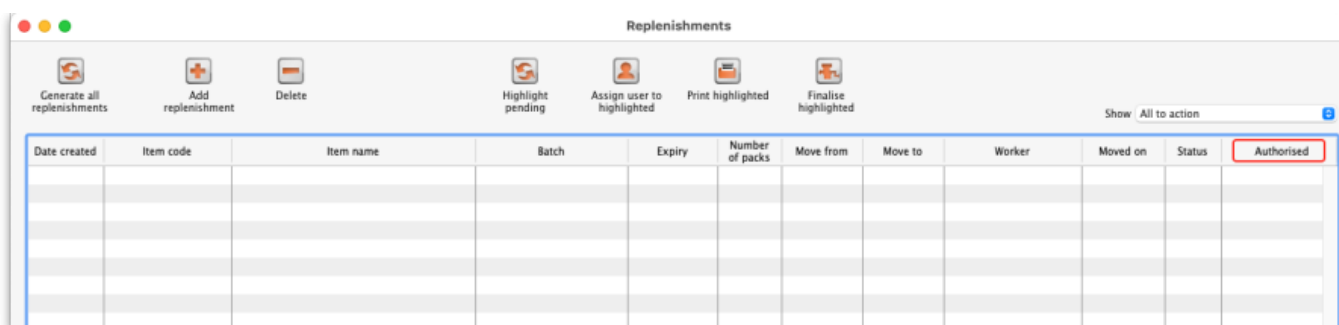 Replenishments
Generate all
replenishments
Add
replenishment
Delete
Highlight
pending
Assign user to
highlighted
Print highlighted
Finalise
highlighted
Show All to action
Date created Item code Item name Batch Expiry Number of packs Move from Move to Worker Moved on Status Authorised